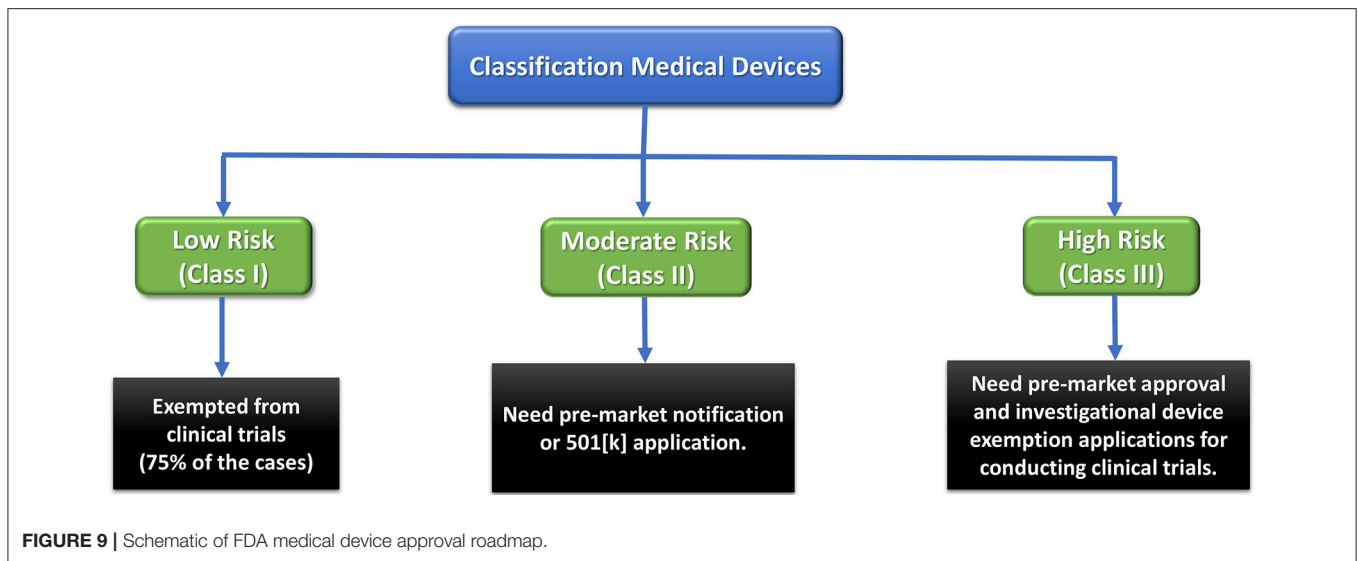 Classification Medical Devices
Low Risk
(Class I)
Moderate Risk
(Class II)
High Risk
(Class III)
Exempted from
clinical trials
(75% of the cases)
Need pre-market notification
or 501[k] application.
Need pre-market approval
and investigational device
exemption applications for
conducting clinical trials.
FIGURE 9 | Schematic of FDA medical device approval roadmap.